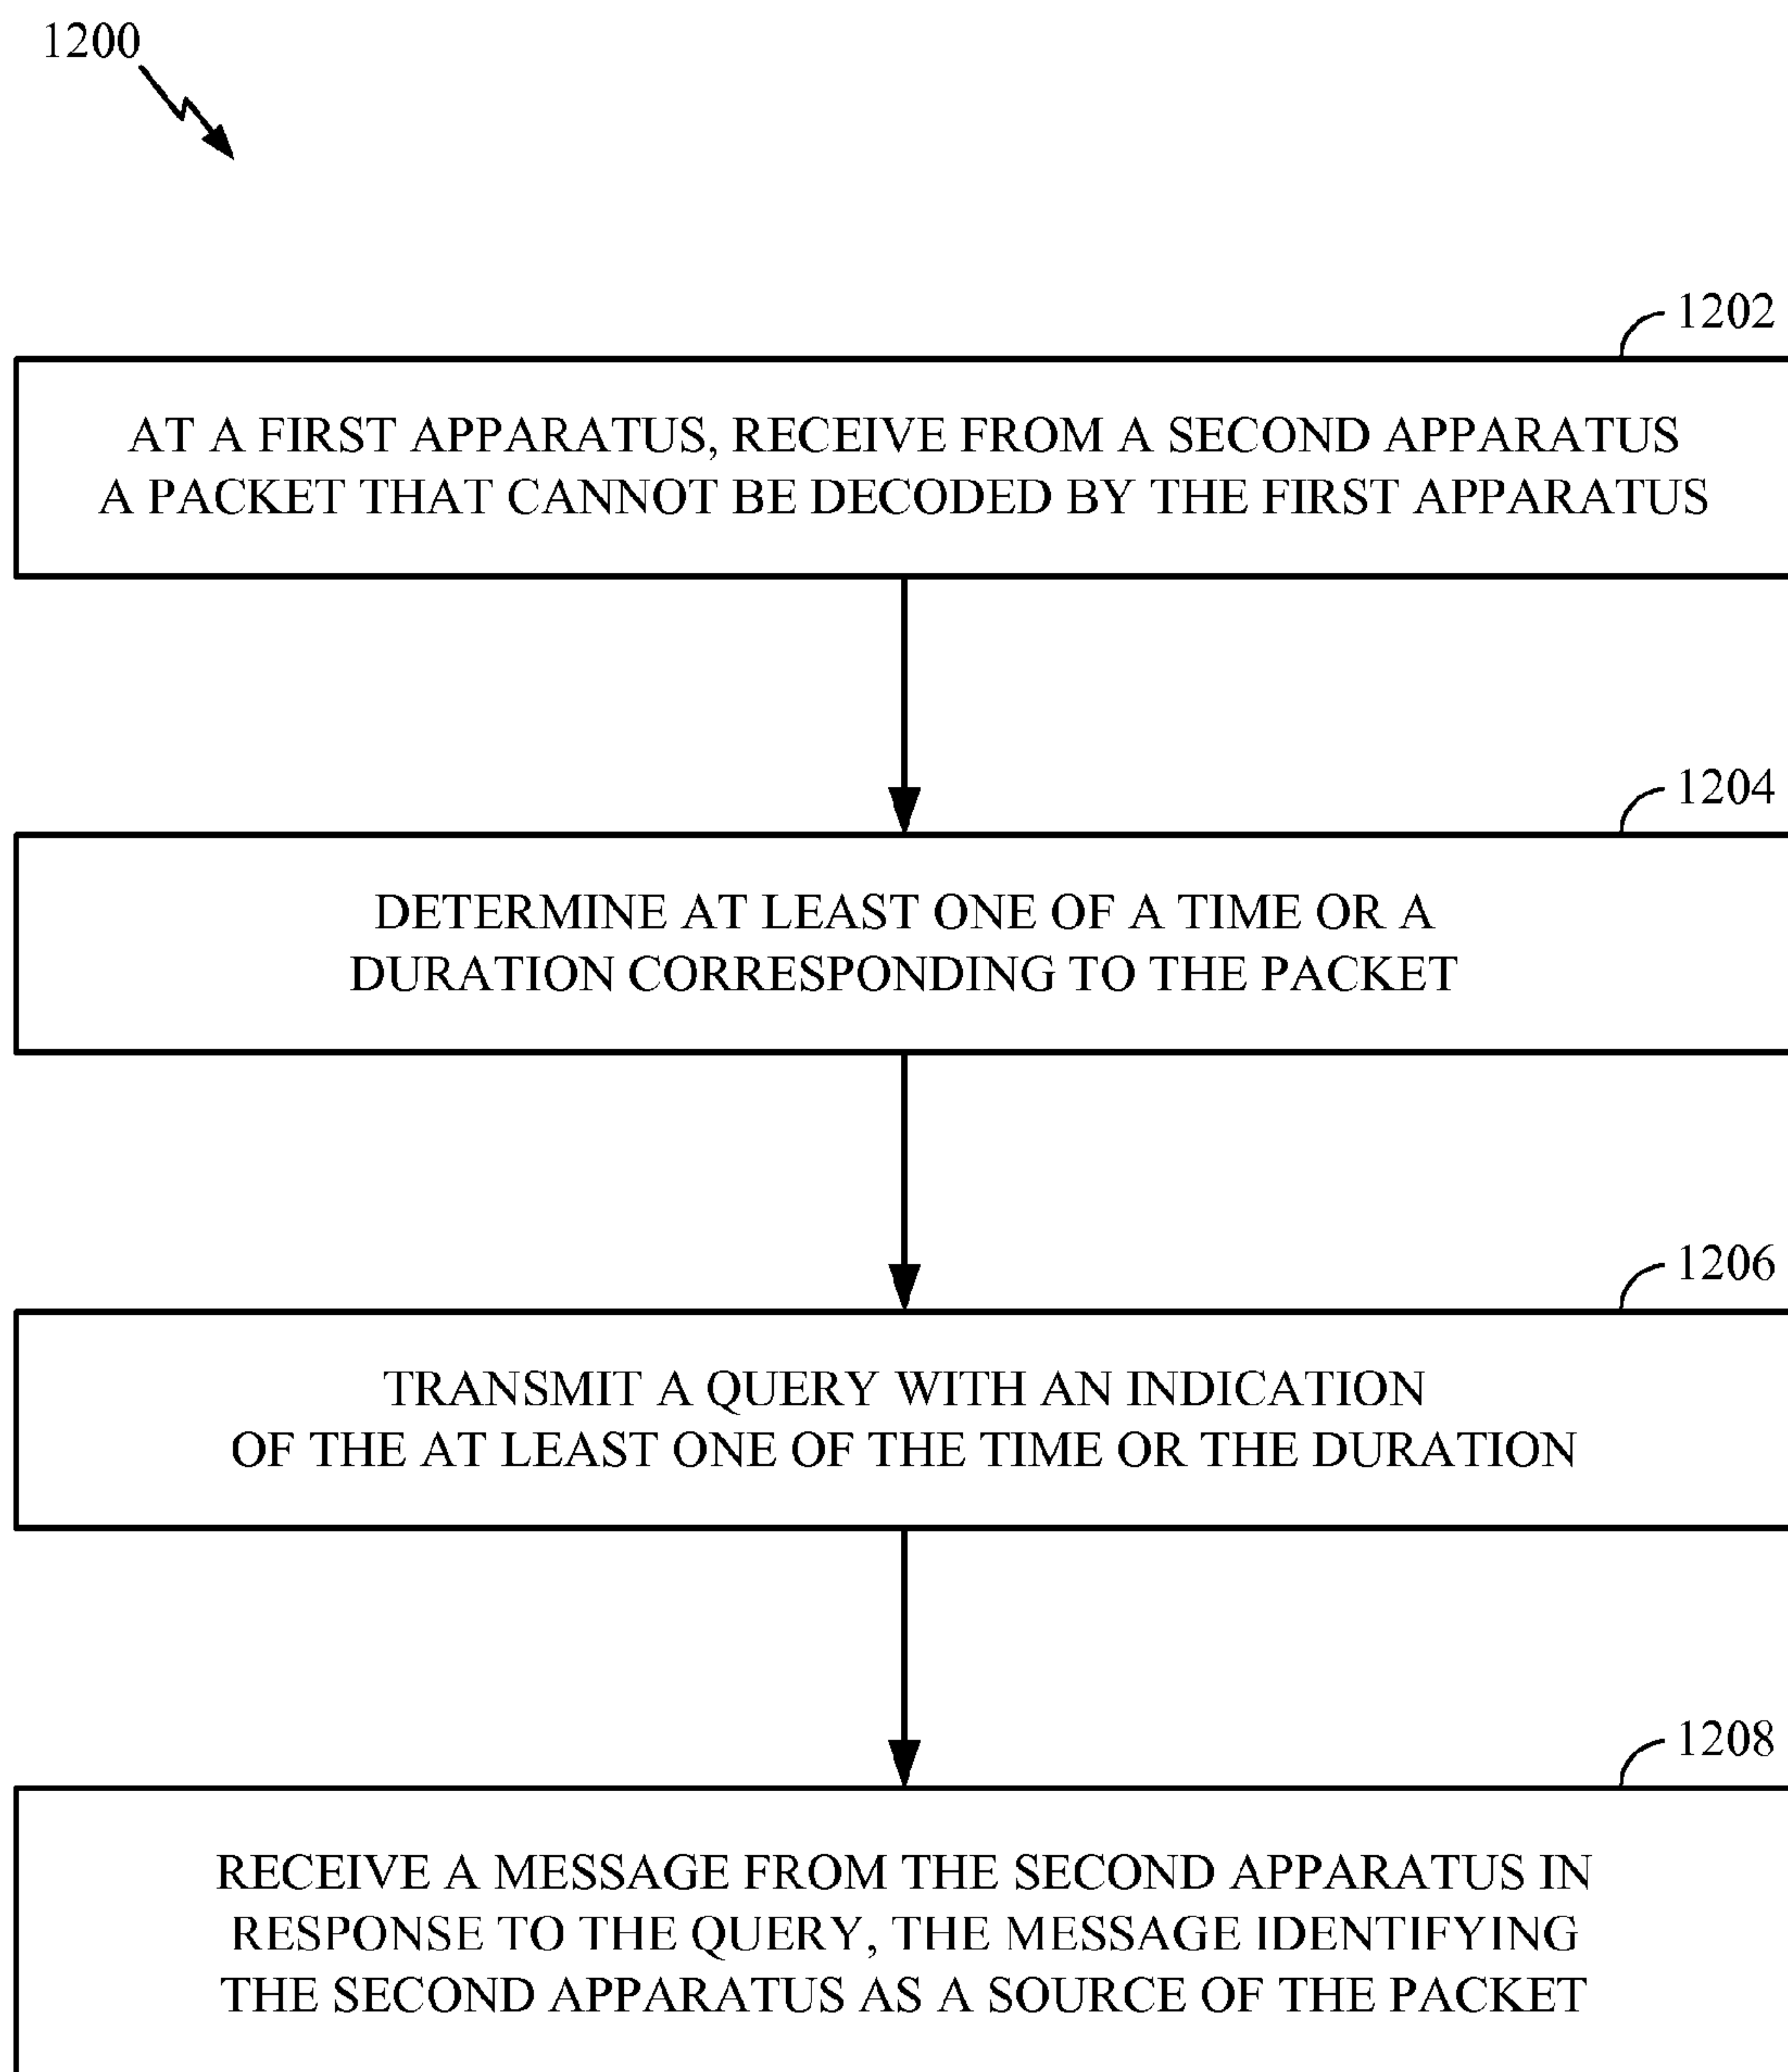 1200
1202
AT A FIRST APPARATUS, RECEIVE FROM A SECOND APPARATUS
A PACKET THAT CANNOT BE DECODED BY THE FIRST APPARATUS
1204
DETERMINE AT LEAST ONE OF A TIME OR A
DURATION CORRESPONDING TO THE PACKET
1206
TRANSMIT A QUERY WITH AN INDICATION
OF THE AT LEAST ONE OF THE TIME OR THE DURATION
1208
RECEIVE A MESSAGE FROM THE SECOND APPARATUS IN
RESPONSE TO THE QUERY, THE MESSAGE IDENTIFYING
THE SECOND APPARATUS AS A SOURCE OF THE PACKET